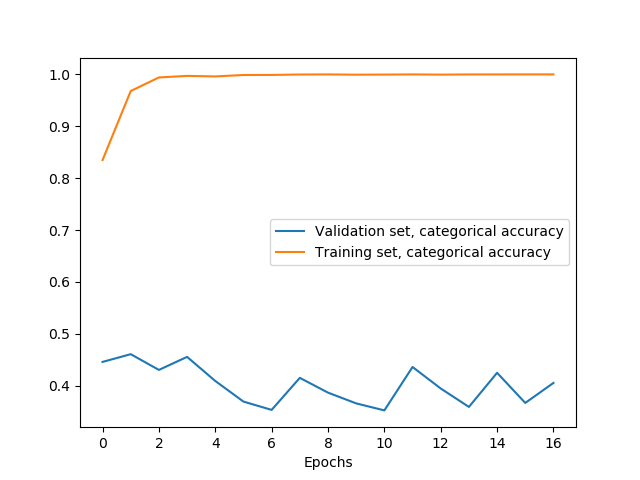 1.0
0.9
0.8
0.7
0.6
0.5
0.4
Validation set, categorical accuracy
Training set, categorical accuracy
0 2 4 6 8 10 12 14 16
Epochs